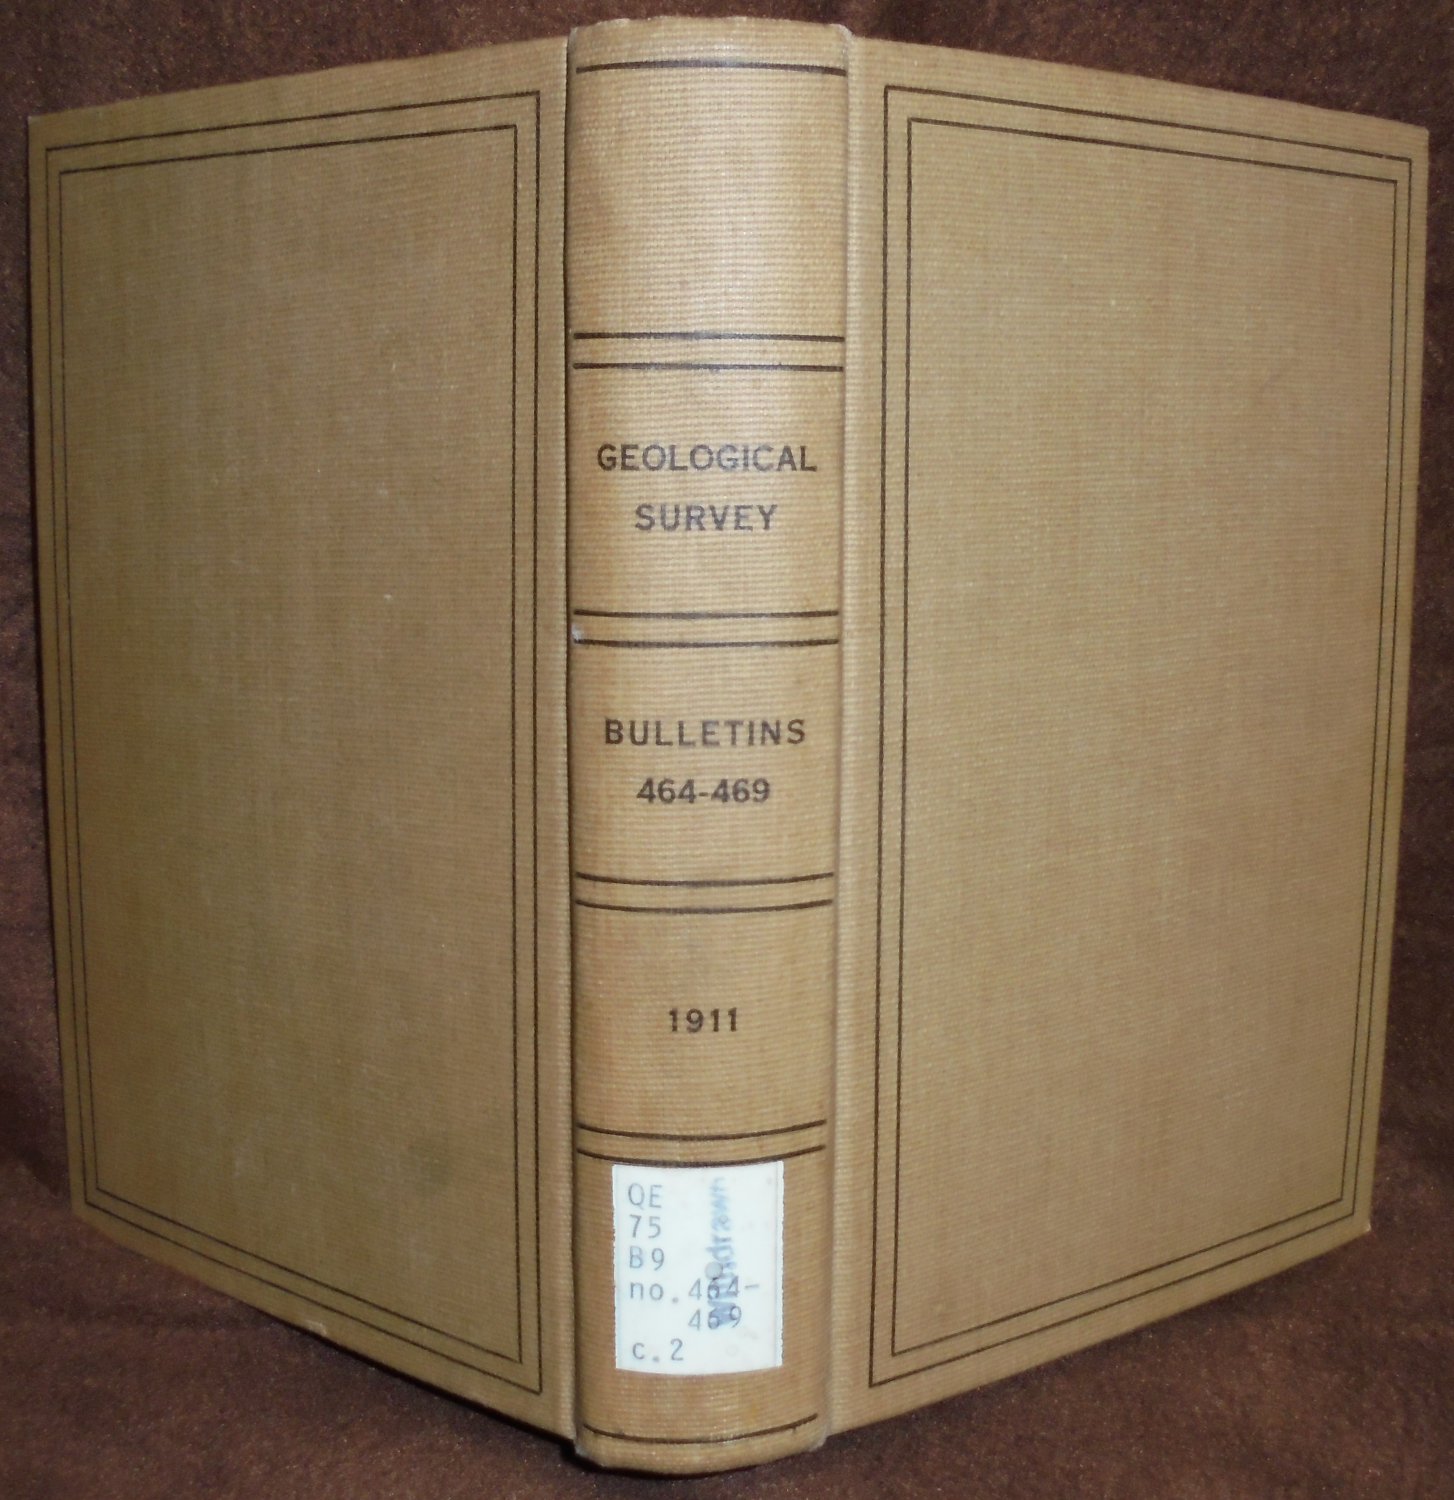 GEOLOGICAL
SURVEY
BULLETINS
464-469
1911
QE
75
B9
no.464-
469
c.2
Withdrawn